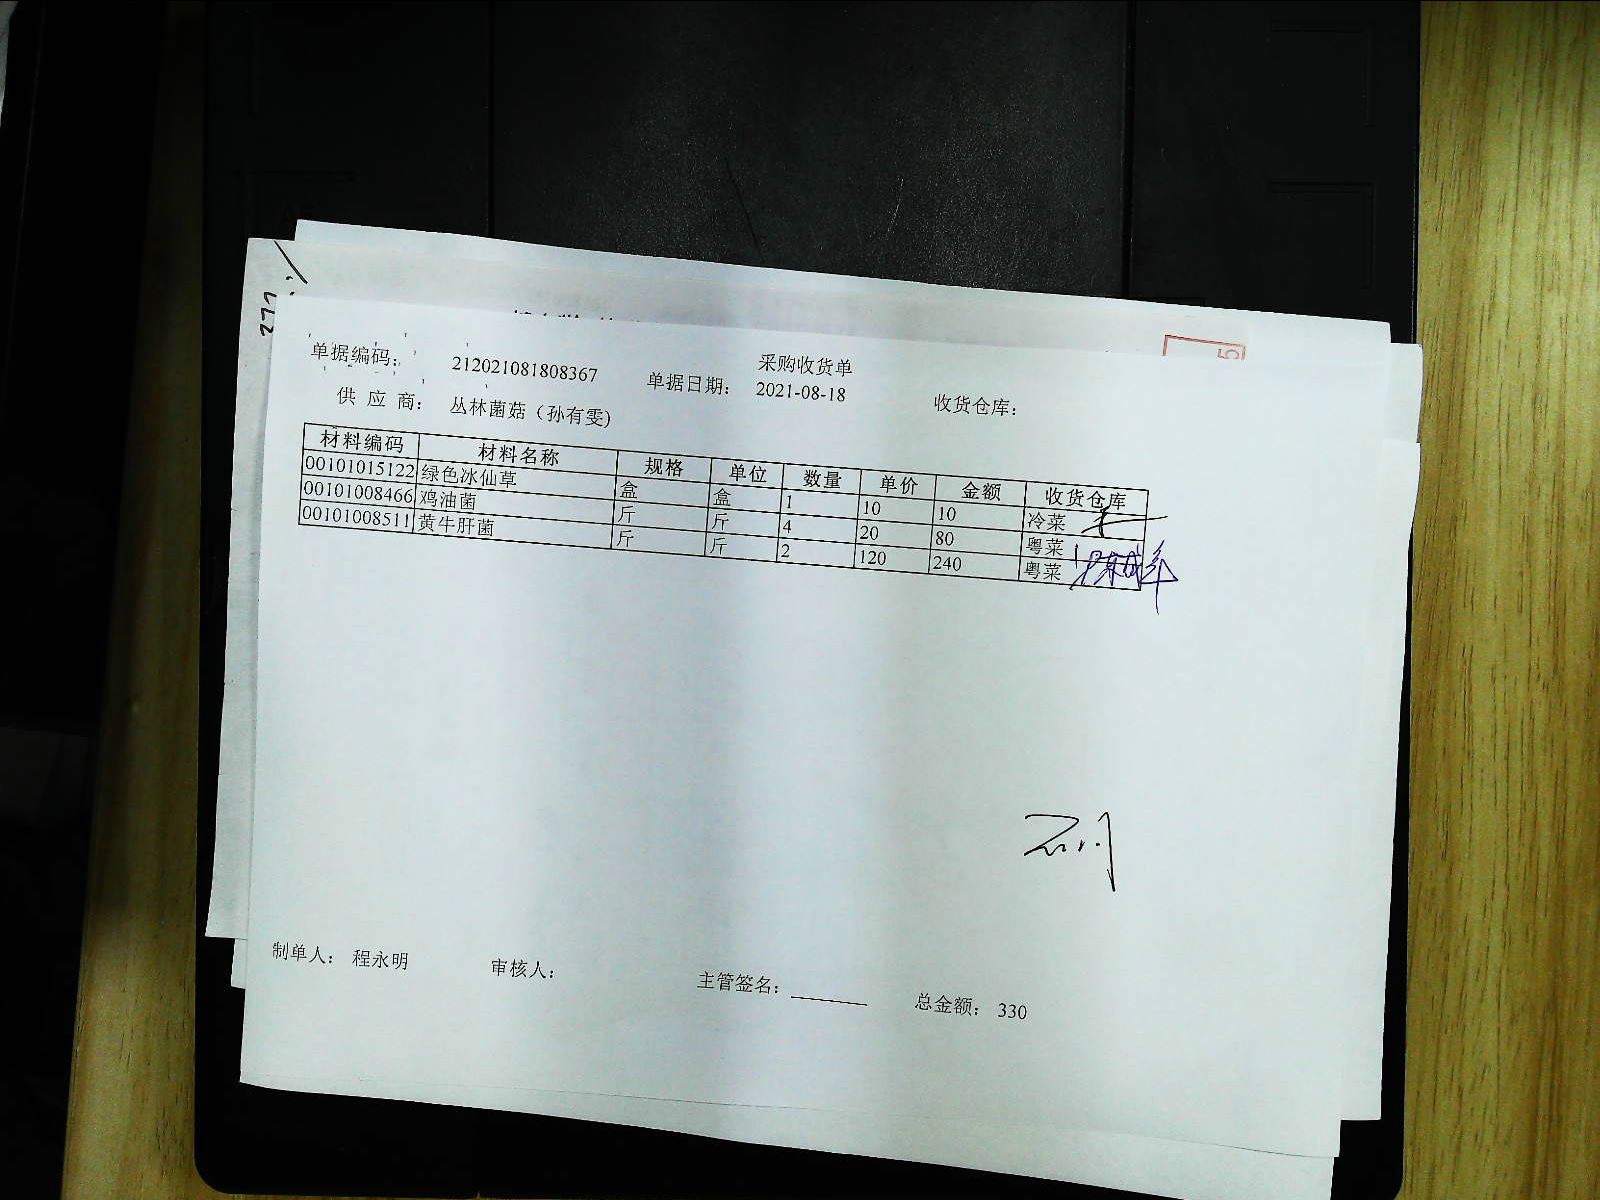 采购收货单
单据编码： 212021081808367 单据日期： 2021-08-18 收货仓库：
供 应 商： 丛林菌菇（孙有雯)
材料编码 材料名称 规格 单位 数量 单价 金额 收货仓库
00101015122 绿色冰仙草 盒 盒 1 10 10 冷菜
00101008466 鸡油菌 斤 斤 4 20 80 粤菜
00101008511 黄牛肝菌 斤 斤 2 120 240 粤菜
制单人： 程永明 审核人： 主管签名： 总金额： 330